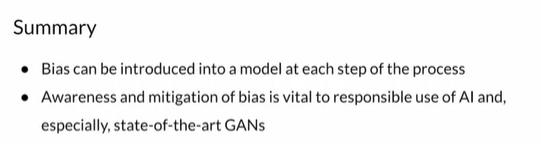 Summary
• Bias can be introduced into a model at each step of the process
• Awareness and mitigation of bias is vital to responsible use of AI and,
especially, state-of-the-art GANs